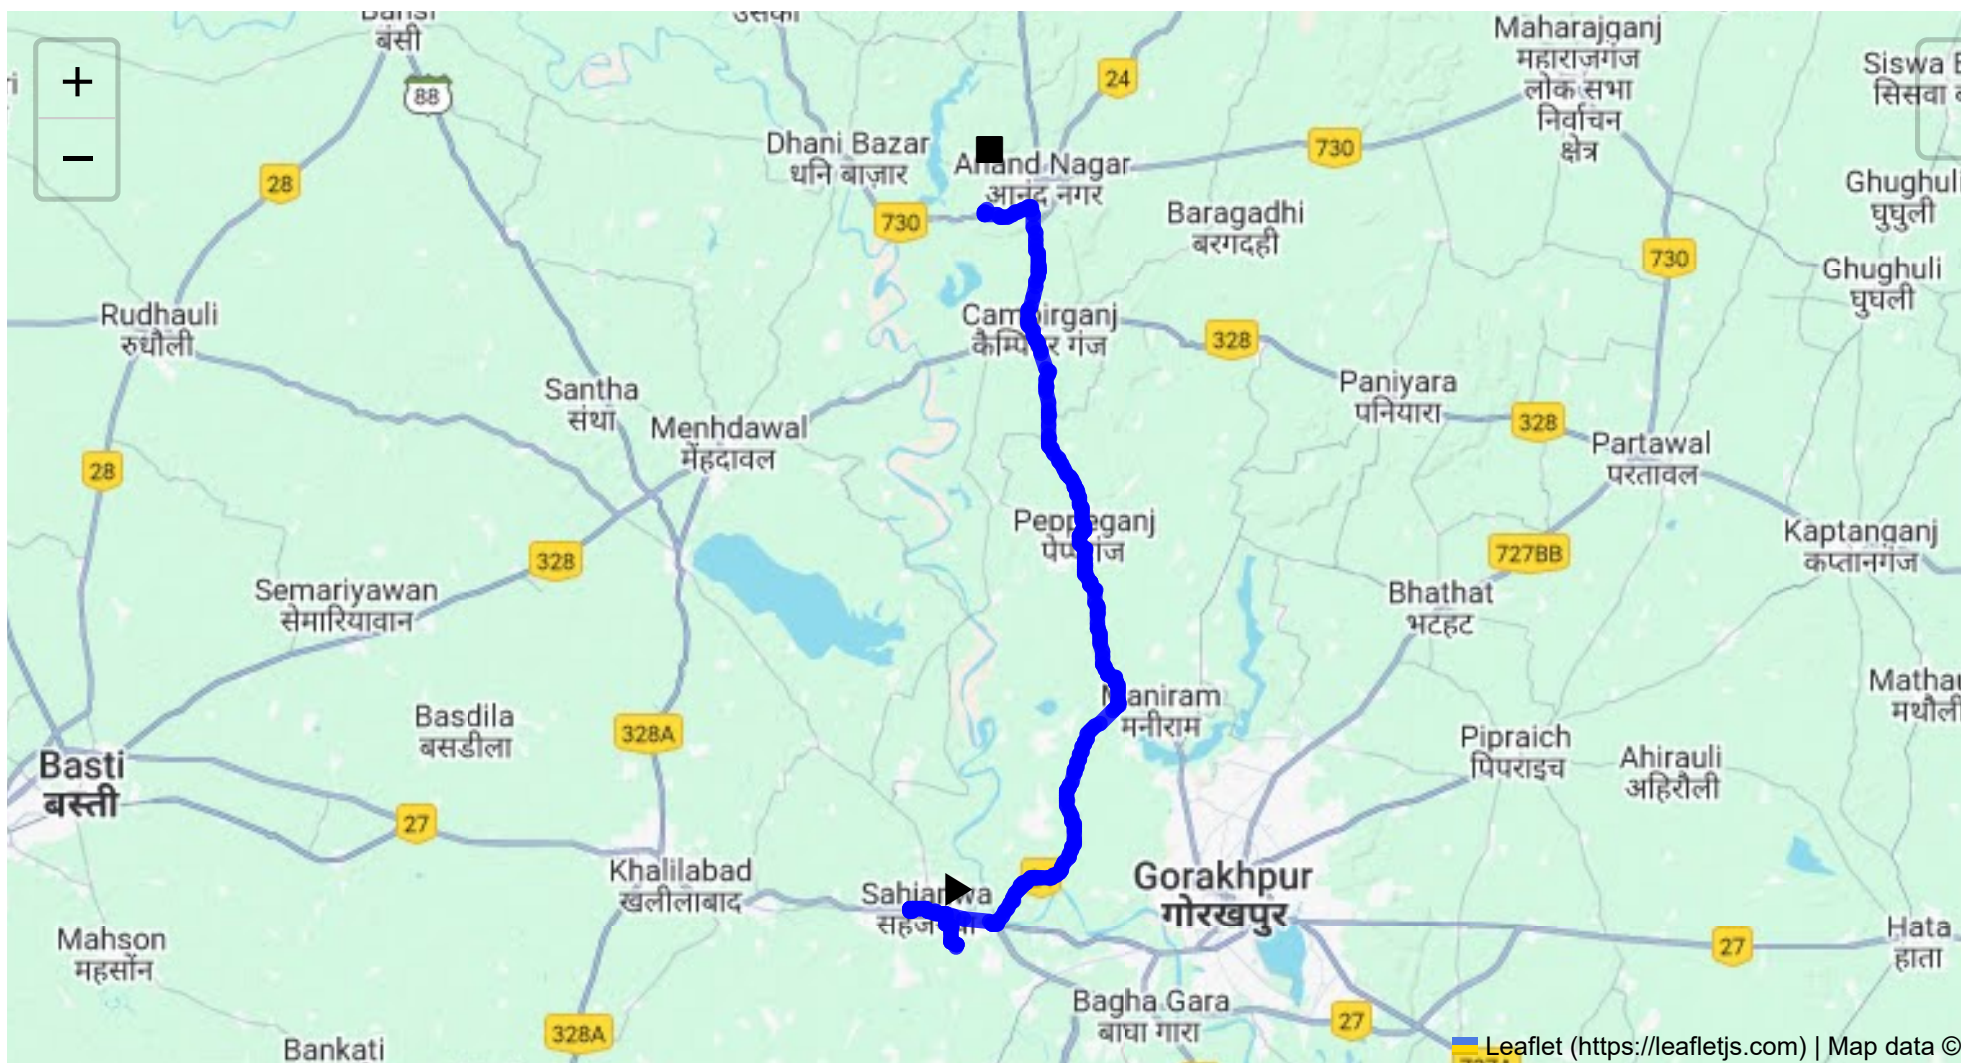 Bansi
बंसी
88
28
24
Maharajganj
महाराजगंज
लोक सभा
निर्वाचन
क्षेत्र
Siswa B
सिसवा
Dhani Bazar
धनि बाज़ार
Anand Nagar
आनंद नगर
730
730
Baragadhi
बरगदही
Ghughuli
घुघुली
730
Ghughuli
घुघली
Rudhauli
रुधौली
Campirganj
328
Santha
संथा
Menhdawal
मेंहदावल
Paniyara
पनियारा
328
Partawal
परतावल
28
Peppeganj
328
727BB
Kaptanganj
कप्तानगंज
Semariyawan
सेमारियावान
Bhathat
भटहट
Basdila
बसडीला
328A
Maniram
मनीराम
Mathau
मथौली
Pipraich
पिपराइच
Ahirauli
अहिरौली
Basti
बस्ती
27
Khalilabad
खलीलाबाद
Sahjanwa
Gorakhpur
गोरखपुर
Mahson
महसोंन
27
Hata
हाता
Bagha Gara
बाघा गारा
27
328A
Bankati
+
−
Leaflet (https://leafletjs.com) | Map data ©